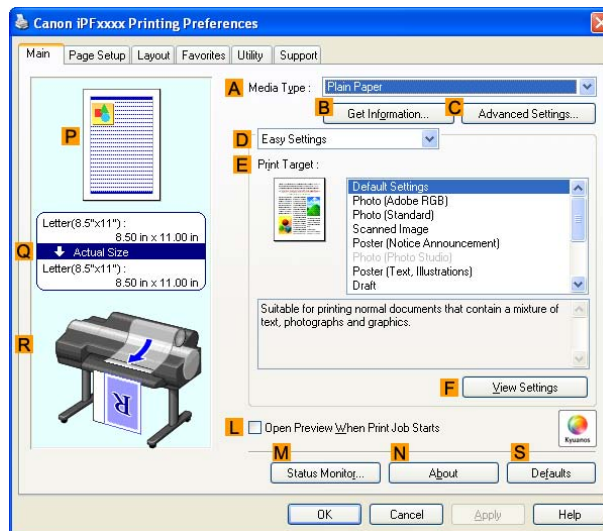 Canon iPFxxxx Printing Preferences
Main Page Setup Layout Favorites Utility Support
A Media Type : Plain Paper
B Get Information... C Advanced Settings...
D Easy Settings
E Print Target :
Default Settings
Photo (Adobe RGB)
Photo (Standard)
Scanned Image
Poster (Notice Announcement)
Photo (Photo Studio)
Poster (Text, Illustrations)
Draft
Suitable for printing normal documents that contain a mixture of
text, photographs and graphics.
F View Settings
P
Q
Letter(8.5"x11") :
8.50 in x 11.00 in
Actual Size
Letter(8.5"x11") :
8.50 in x 11.00 in
R
R
L Open Preview When Print Job Starts
Kyuanos
M Status Monitor... N About S Defaults
OK Cancel Apply Help